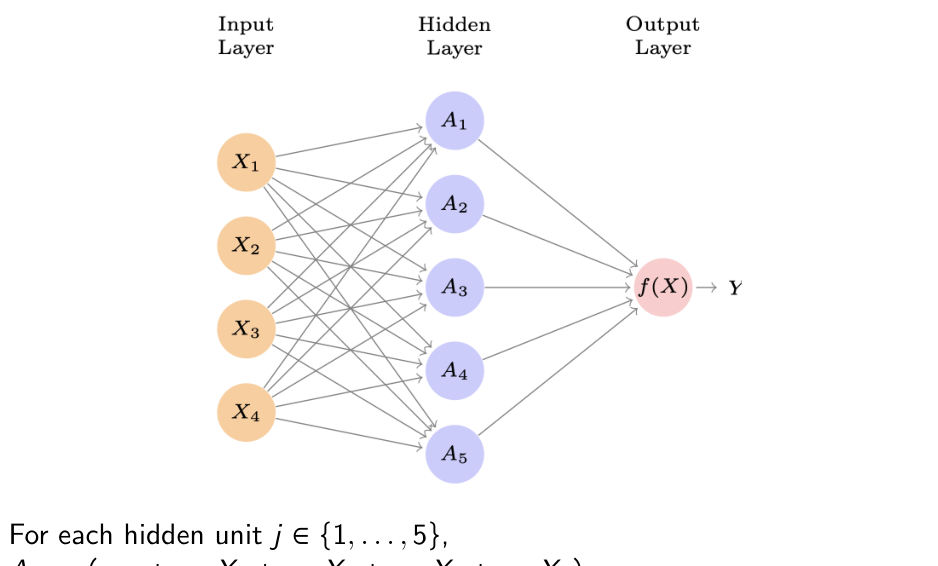 Input Layer
Hidden Layer
Output Layer
X₁
X₂
X₃
X₄
A₁
A₂
A₃
A₄
A₅
f(X)
Y
For each hidden unit j ∈ {1, . . . , 5},